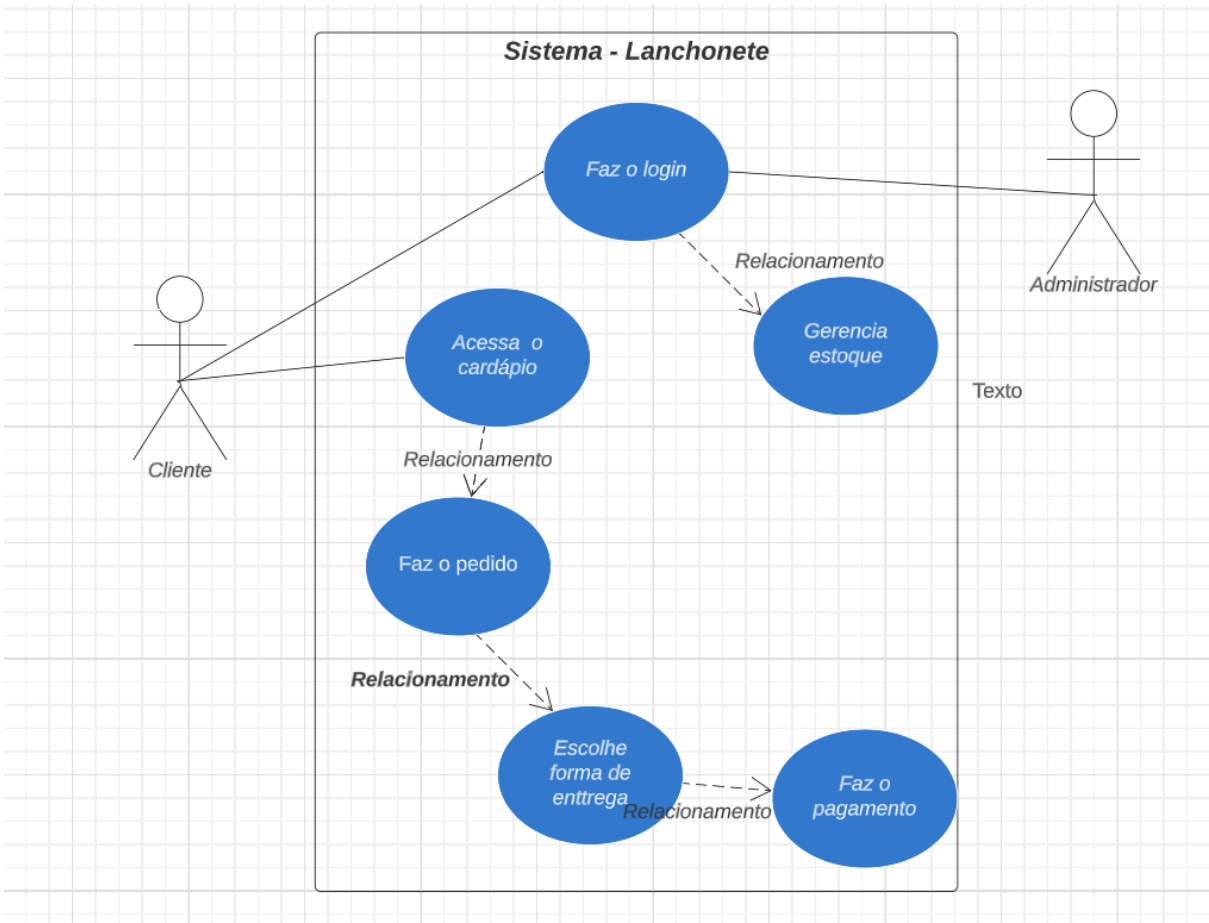 Sistema - Lanchonete
Faz o login
Relacionamento
Administrador
Gerencia
estoque
Acessa o
cardápio
Texto
Cliente
Relacionamento
Faz o pedido
Relacionamento
Escolhe
forma de
enttrega
Relacionamento
Faz o
pagamento